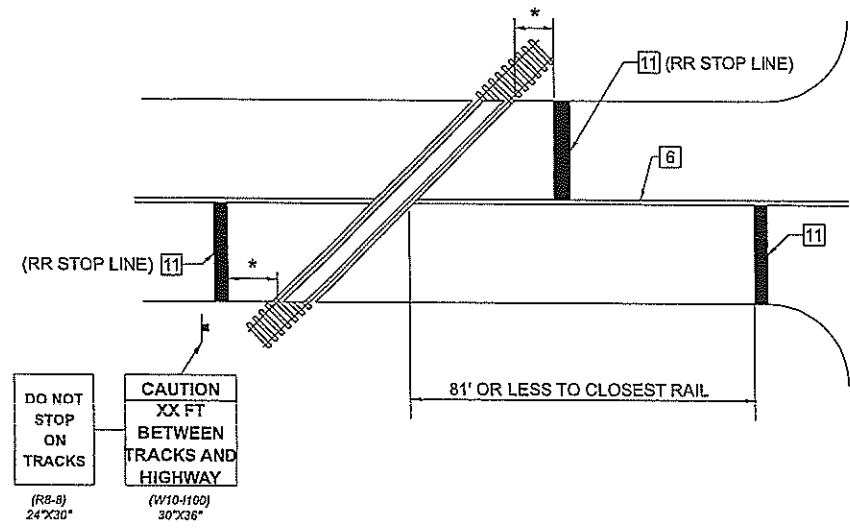 *
11 (RR STOP LINE)
6
(RR STOP LINE) 11
*
11
81' OR LESS TO CLOSEST RAIL
DO NOT
STOP
ON
TRACKS
CAUTION
XX FT
BETWEEN
TRACKS AND
HIGHWAY
(R8-8)
24"X30"
(W10-I100)
30"X36"